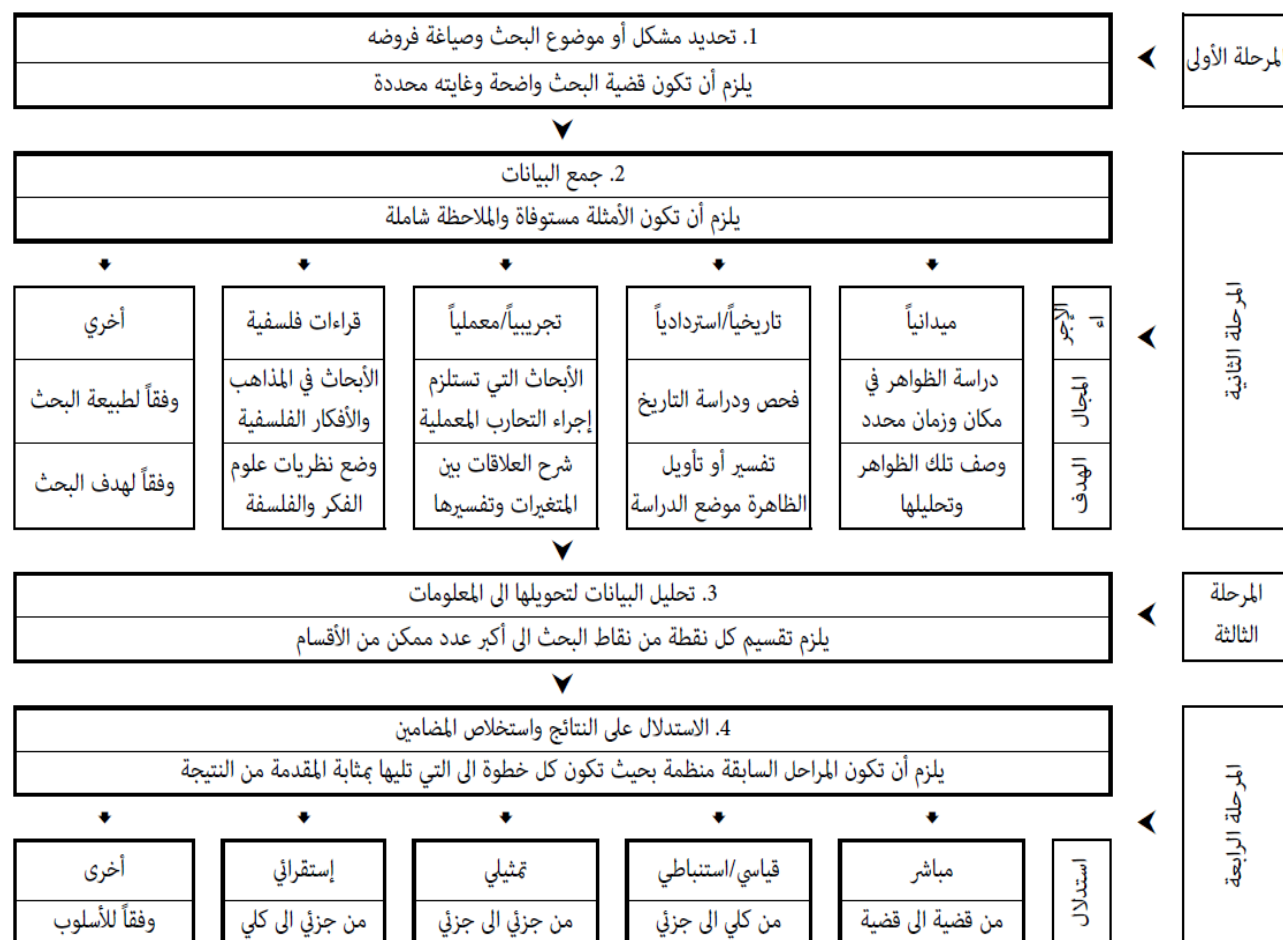 المرحلة الأولى
1. تحديد مشكل أو موضوع البحث وصياغة فروضه
يلزم أن تكون قضية البحث واضحة وغايته محددة
المرحلة الثانية
2. جمع البيانات
يلزم أن تكون الأمثلة مستوفاة والملاحظة شاملة
الإجر
اء
ميدانياً
تاريخياً/استردادياً
تجريبياً/معملياً
قراءات فلسفية
أخري
المجال
دراسة الظواهر في
مكان وزمان محدد
فحص ودراسة التاريخ
الأبحاث التي تستلزم
إجراء التحارب المعملية
الأبحاث في المذاهب
والأفكار الفلسفية
وفقاً لطبيعة البحث
الهدف
وصف تلك الظواهر
وتحليلها
تفسير أو تأويل
الظاهرة موضع الدراسة
شرح العلاقات بين
المتغيرات وتفسيرها
وضع نظريات علوم
الفكر والفلسفة
وفقاً لهدف البحث
المرحلة
الثالثة
3. تحليل البيانات لتحويلها الى المعلومات
يلزم تقسيم كل نقطة من نقاط البحث الى أكبر عدد ممكن من الأقسام
المرحلة الرابعة
4. الاستدلال على النتائج واستخلاص المضامين
يلزم أن تكون المراحل السابقة منظمة بحيث تكون كل خطوة الى التي تليها بمثابة المقدمة من النتيجة
استدلال
مباشر
قياسي/استنباطي
تمثيلي
إستقرائي
أخرى
من قضية الى قضية
من كلي الى جزئي
من جزئي الى جزئي
من جزئي الى كلي
وفقاً للأسلوب